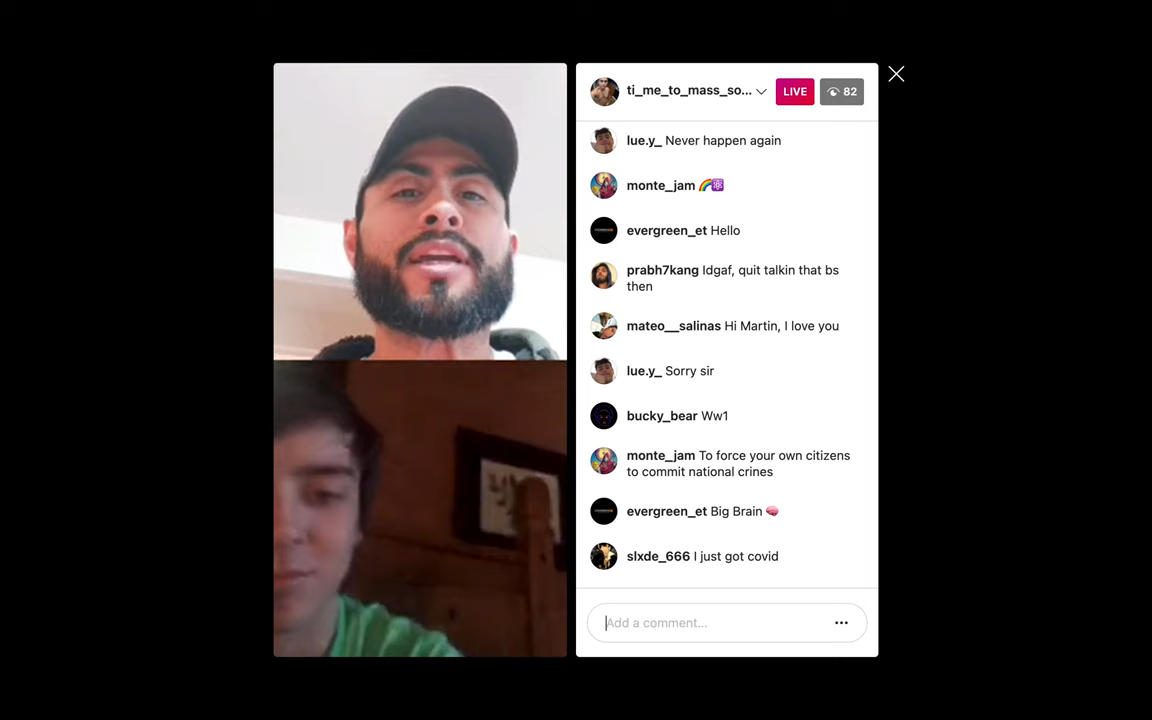 ti_me_to_mass_so...
LIVE
82
lue.y_ Never happen again
monte_jam 🌈⚛️
evergreen_et Hello
prabh7kang Idgaf, quit talkin that bs
then
mateo__salinas Hi Martin, I love you
lue.y_ Sorry sir
bucky_bear Ww1
monte_jam To force your own citizens
to commit national crines
evergreen_et Big Brain 🧠
slxde_666 I just got covid
Add a comment...